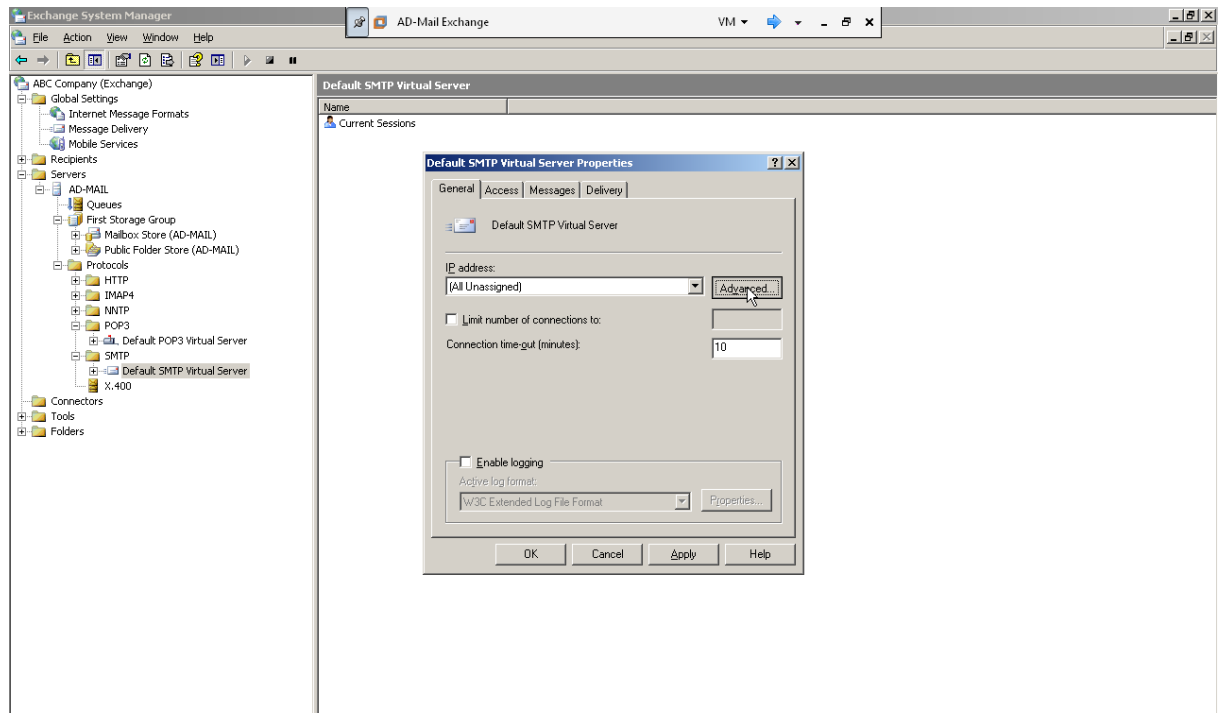 Exchange System Manager
AD-Mail Exchange
VM
File Action View Window Help
ABC Company (Exchange)
Global Settings
Internet Message Formats
Message Delivery
Mobile Services
Recipients
Servers
AD-MAIL
Queues
First Storage Group
Mailbox Store (AD-MAIL)
Public Folder Store (AD-MAIL)
Protocols
HTTP
IMAP4
NNTP
POP3
Default POP3 Virtual Server
SMTP
Default SMTP Virtual Server
X.400
Connectors
Tools
Folders
Default SMTP Virtual Server
Name
Current Sessions
Default SMTP Virtual Server Properties
General Access Messages Delivery
Default SMTP Virtual Server
IP address:
(All Unassigned) Advanced...
Limit number of connections to:
Connection time-out (minutes): 10
Enable logging
Active log format:
W3C Extended Log File Format Properties...
OK Cancel Apply Help